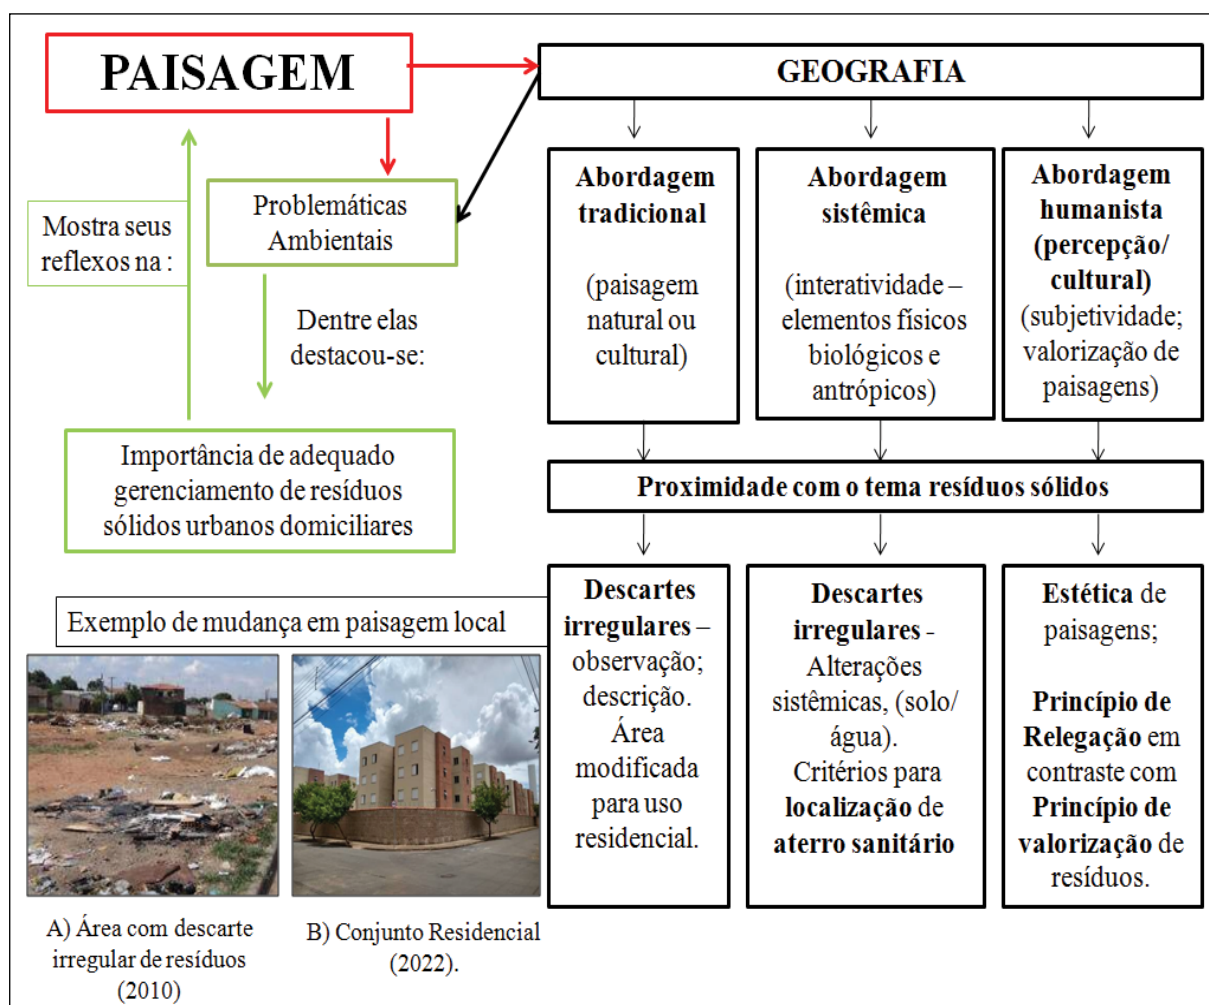 PAISAGEM
GEOGRAFIA
Problemáticas
Ambientais
Mostra seus
reflexos na :
Dentre elas
destacou-se:
Importância de adequado
gerenciamento de resíduos
sólidos urbanos domiciliares
Abordagem
tradicional
(paisagem
natural ou
cultural)
Abordagem
sistêmica
(interatividade –
elementos físicos
biológicos e
antrópicos)
Abordagem
humanista
(percepção/
cultural)
(subjetividade;
valorização de
paisagens)
Proximidade com o tema resíduos sólidos
Descartes
irregulares –
observação;
descrição.
Área
modificada
para uso
residencial.
Descartes
irregulares -
Alterações
sistêmicas, (solo/
água).
Critérios para
localização de
aterro sanitário
Estética de
paisagens;
Princípio de
Relegação em
contraste com
Princípio de
valorização de
resíduos.
Exemplo de mudança em paisagem local
A) Área com descarte
irregular de resíduos
(2010)
B) Conjunto Residencial
(2022).